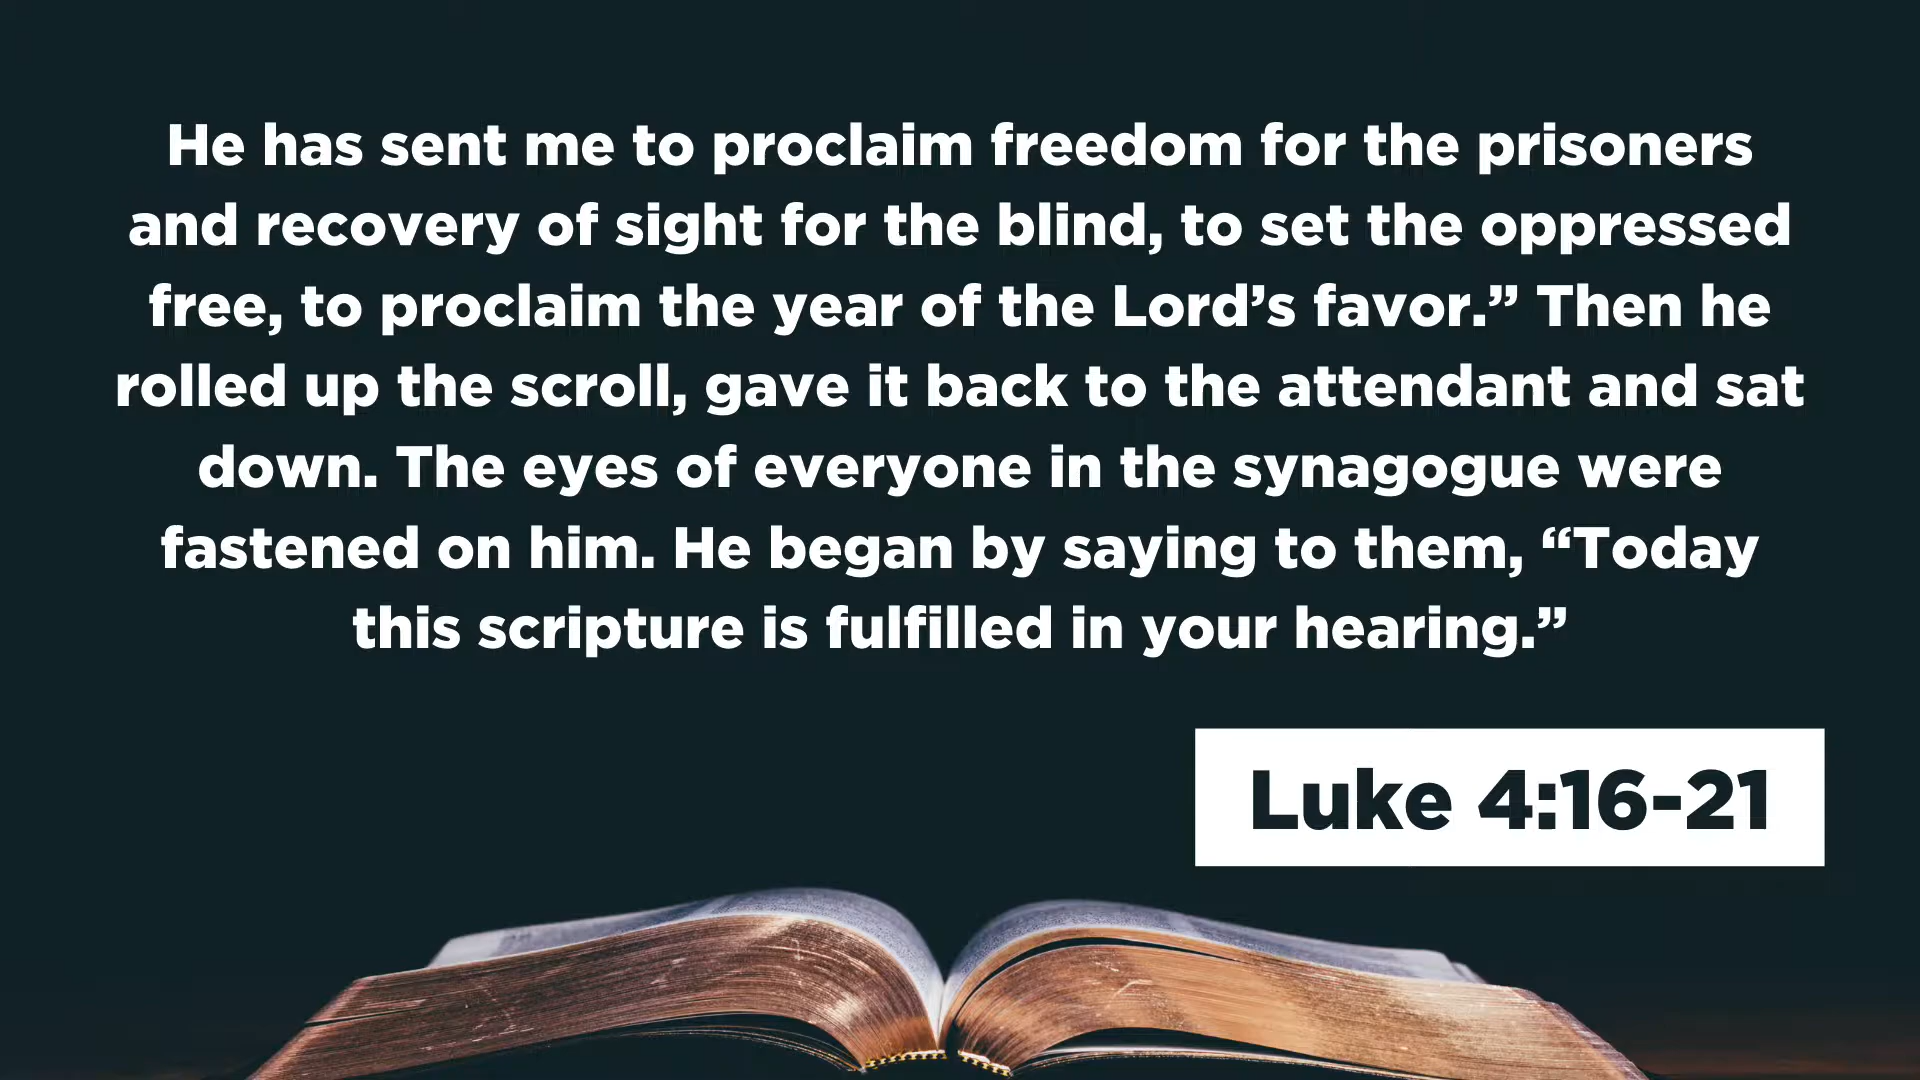 He has sent me to proclaim freedom for the prisoners
and recovery of sight for the blind, to set the oppressed
free, to proclaim the year of the Lord’s favor.” Then he
rolled up the scroll, gave it back to the attendant and sat
down. The eyes of everyone in the synagogue were
fastened on him. He began by saying to them, “Today
this scripture is fulfilled in your hearing.”
Luke 4:16-21